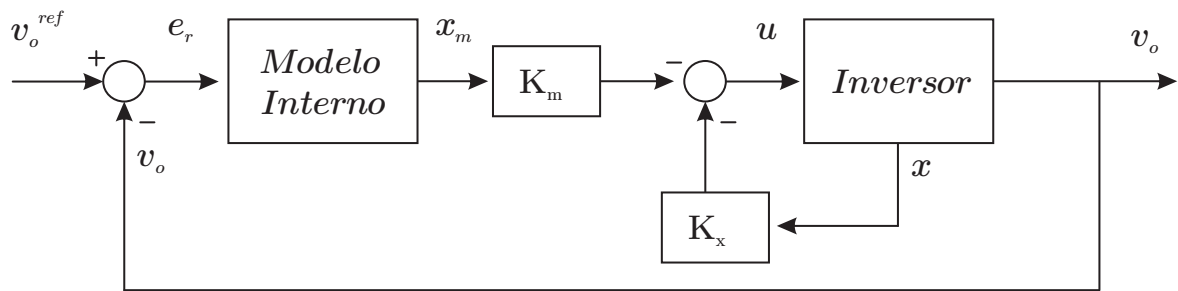 v_o^ref
+
−
e_r
Modelo
Interno
x_m
K_m
−
−
u
Inversor
v_o
x
K_x
v_o